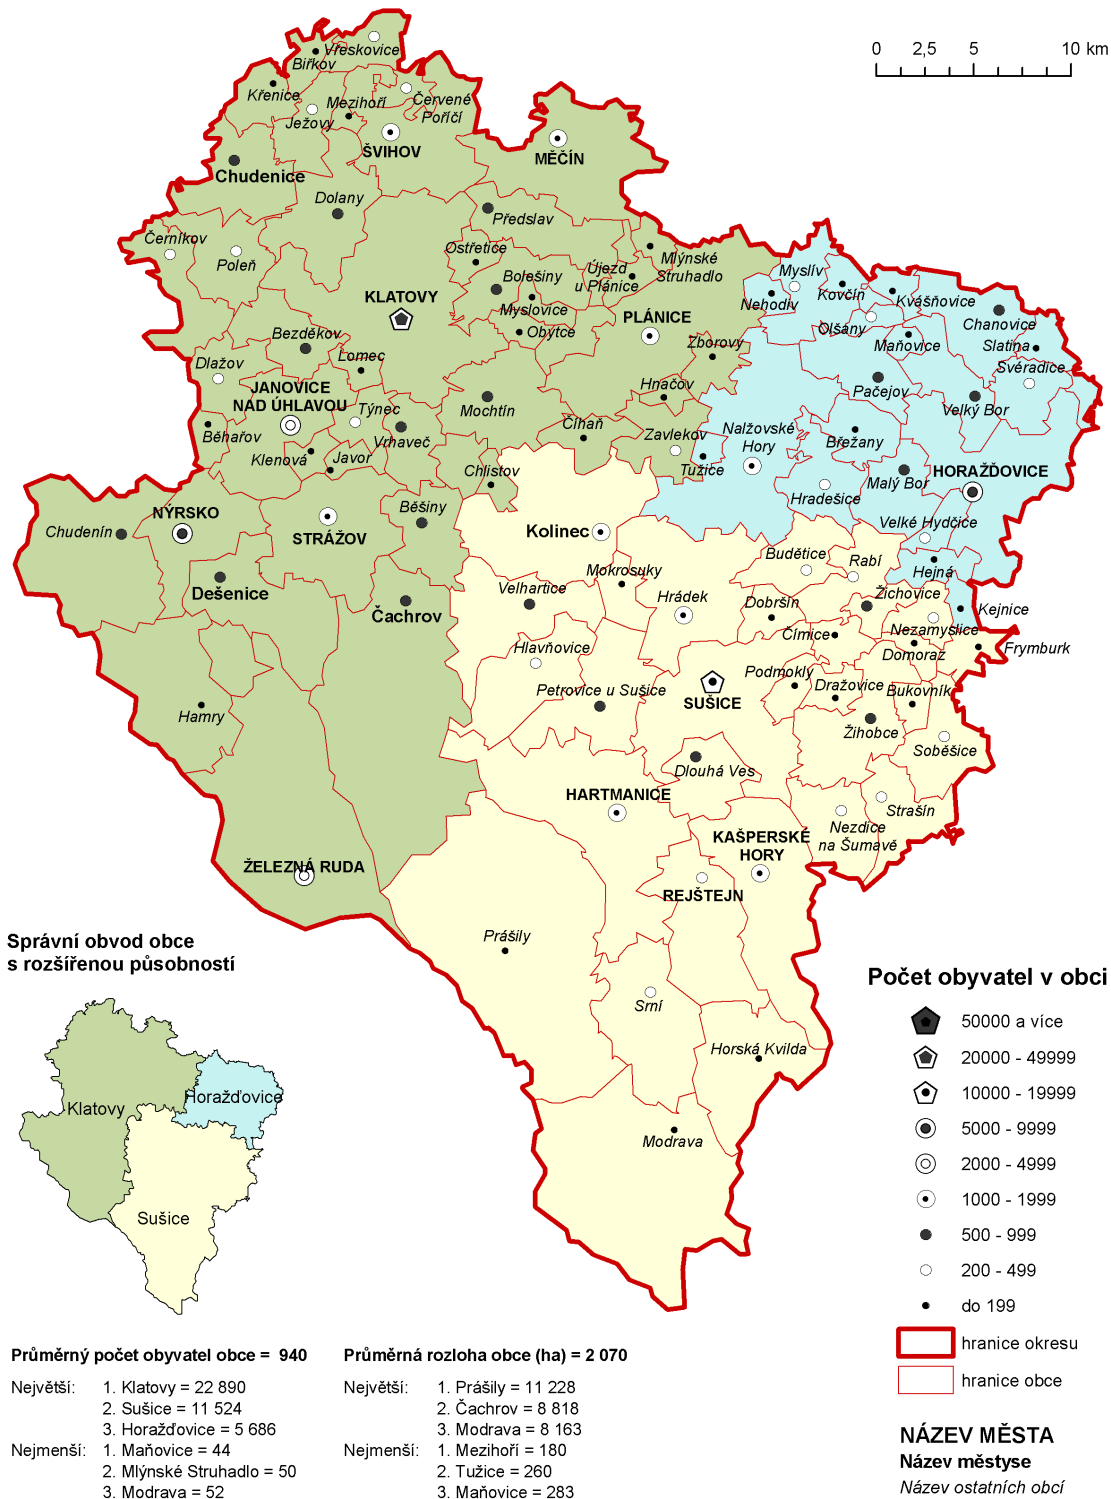 0 2,5 5 10 km
Vřeskovice
Biřkov
Křenice
Mezihoří
Červené
Poříčí
Ježovy
ŠVIHOV
MĚČÍN
Chudenice
Dolany
Předslav
Černíkov
Poleň
Ostřetice
Mlýnské
Struhadlo
Újezd
u Plánice
Bolešiny
Myslovice
Myslív
Nehodiv
Kovčín
Kvášňovice
KLATOVY
Obytce
PLÁNICE
Olšány
Chanovice
Maňovice
Slatina
Bezděkov
Zborovy
Svéradice
Lomec
Dlažov
JANOVICE
NAD ÚHLAVOU
Hnačov
Pačejov
Velký Bor
Týnec
Mochtín
Číhaň
Nalžovské
Hory
Běhařov
Vrhaveč
Zavlekov
Břežany
Klenová
Javor
Chlistov
Tužice
Malý Bor
HORAŽĎOVICE
Hradešice
NÝRSKO
Běšiny
Chudenín
STRÁŽOV
Kolinec
Velké Hydčice
Budětice
Rabí
Hejná
Dešenice
Mokrosuky
Velhartice
Hrádek
Dobršín
Žichovice
Čachrov
Kejnice
Čímice
Nezamyslice
Hlavňovice
Domoraz
Frymburk
Podmokly
Petrovice u Sušice
Dražovice
Bukovník
SUŠICE
Hamry
Žihobce
Soběšice
Dlouhá Ves
HARTMANICE
Strašín
Nezdice
na Šumavě
KAŠPERSKÉ
HORY
ŽELEZNÁ RUDA
REJŠTEJN
Prášily
Srní
Horská Kvilda
Modrava
Správní obvod obce
s rozšířenou působností
Klatovy
Horažďovice
Sušice
Počet obyvatel v obci
50000 a více
20000 - 49999
10000 - 19999
5000 - 9999
2000 - 4999
1000 - 1999
500 - 999
200 - 499
do 199
hranice okresu
hranice obce
NÁZEV MĚSTA
Název městyse
Název ostatních obcí
Průměrný počet obyvatel obce = 940
Největší: 1. Klatovy = 22 890
2. Sušice = 11 524
3. Horažďovice = 5 686
Nejmenší: 1. Maňovice = 44
2. Mlýnské Struhadlo = 50
3. Modrava = 52
Průměrná rozloha obce (ha) = 2 070
Největší: 1. Prášily = 11 228
2. Čachrov = 8 818
3. Modrava = 8 163
Nejmenší: 1. Mezihoří = 180
2. Tužice = 260
3. Maňovice = 283